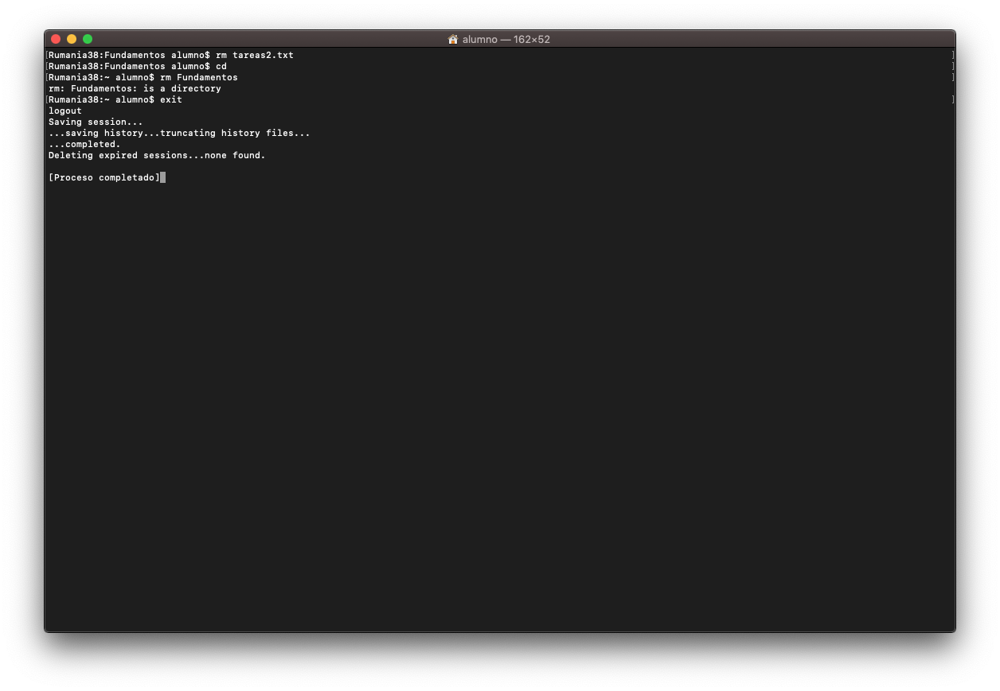 alumno — 162×52
[Rumania38:Fundamentos alumno$ rm tareas2.txt ]
[Rumania38:Fundamentos alumno$ cd ]
[Rumania38:~ alumno$ rm Fundamentos ]
rm: Fundamentos: is a directory
[Rumania38:~ alumno$ exit ]
logout
Saving session...
...saving history...truncating history files...
...completed.
Deleting expired sessions...none found.
[Proceso completado]